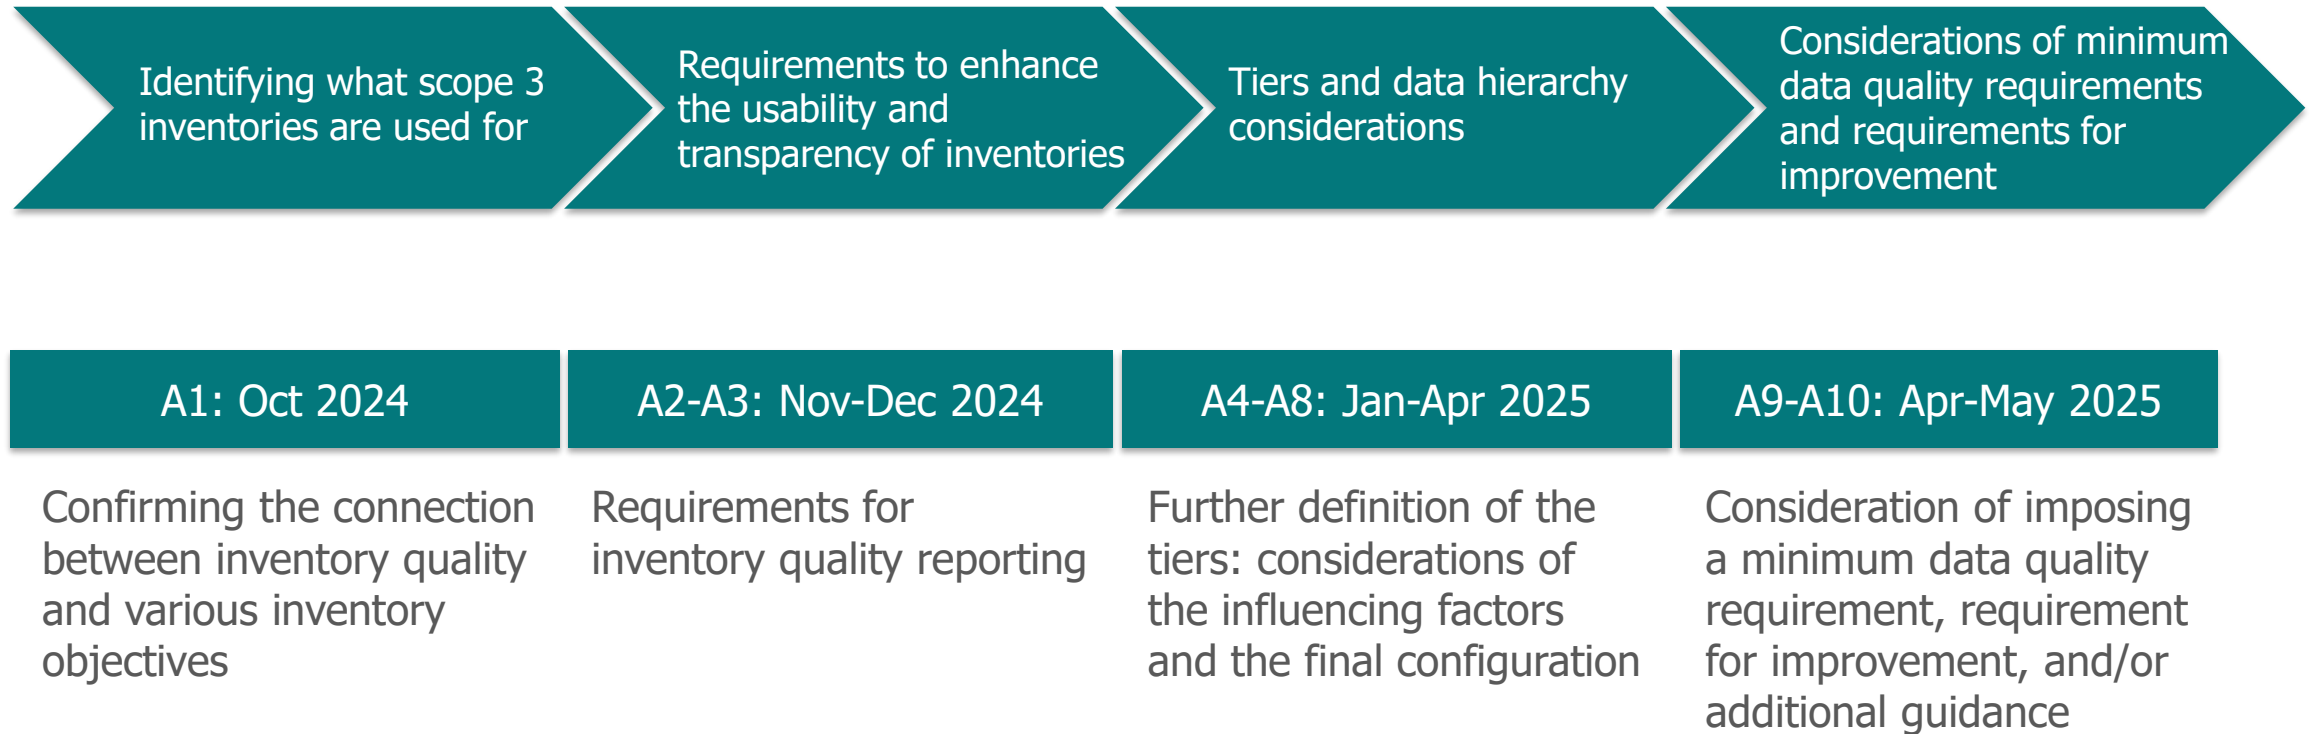 Identifying what scope 3
inventories are used for
Requirements to enhance
the usability and
transparency of inventories
Tiers and data hierarchy
considerations
Considerations of minimum
data quality requirements
and requirements for
improvement
A1: Oct 2024
A2-A3: Nov-Dec 2024
A4-A8: Jan-Apr 2025
A9-A10: Apr-May 2025
Confirming the connection
between inventory quality
and various inventory
objectives
Requirements for
inventory quality reporting
Further definition of the
tiers: considerations of
the influencing factors
and the final configuration
Consideration of imposing
a minimum data quality
requirement, requirement
for improvement, and/or
additional guidance